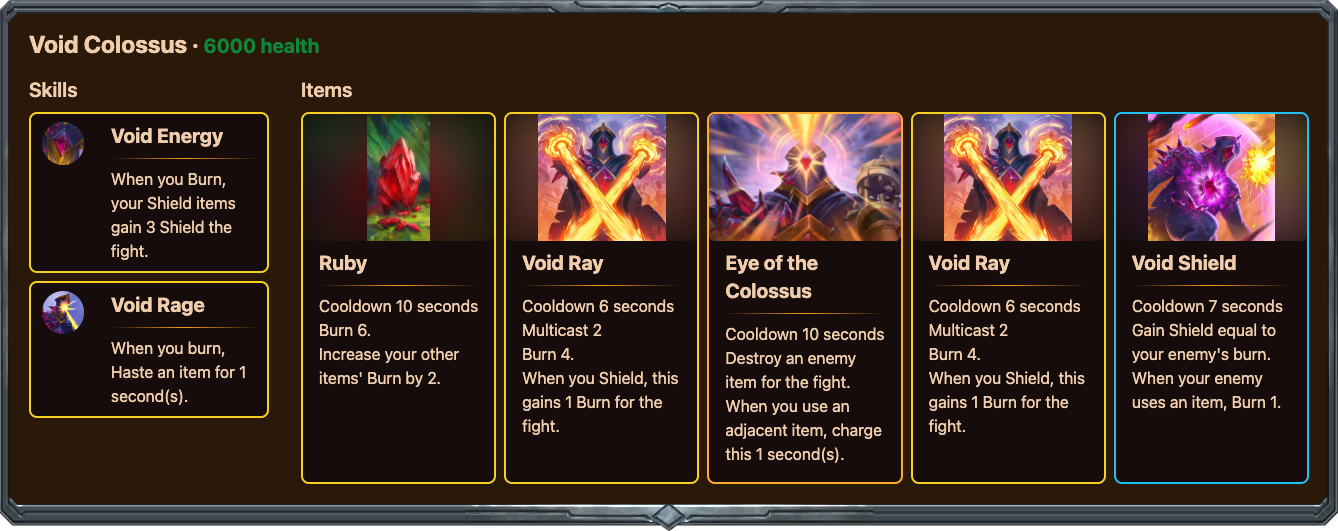 Void Colossus · 6000 health
Skills
Void Energy
When you Burn,
your Shield items
gain 3 Shield the
fight.
Void Rage
When you burn,
Haste an item for 1
second(s).
Items
Ruby
Cooldown 10 seconds
Burn 6.
Increase your other
items' Burn by 2.
Void Ray
Cooldown 6 seconds
Multicast 2
Burn 4.
When you Shield, this
gains 1 Burn for the
fight.
Eye of the
Colossus
Cooldown 10 seconds
Destroy an enemy
item for the fight.
When you use an
adjacent item, charge
this 1 second(s).
Void Ray
Cooldown 6 seconds
Multicast 2
Burn 4.
When you Shield, this
gains 1 Burn for the
fight.
Void Shield
Cooldown 7 seconds
Gain Shield equal to
your enemy's burn.
When your enemy
uses an item, Burn 1.